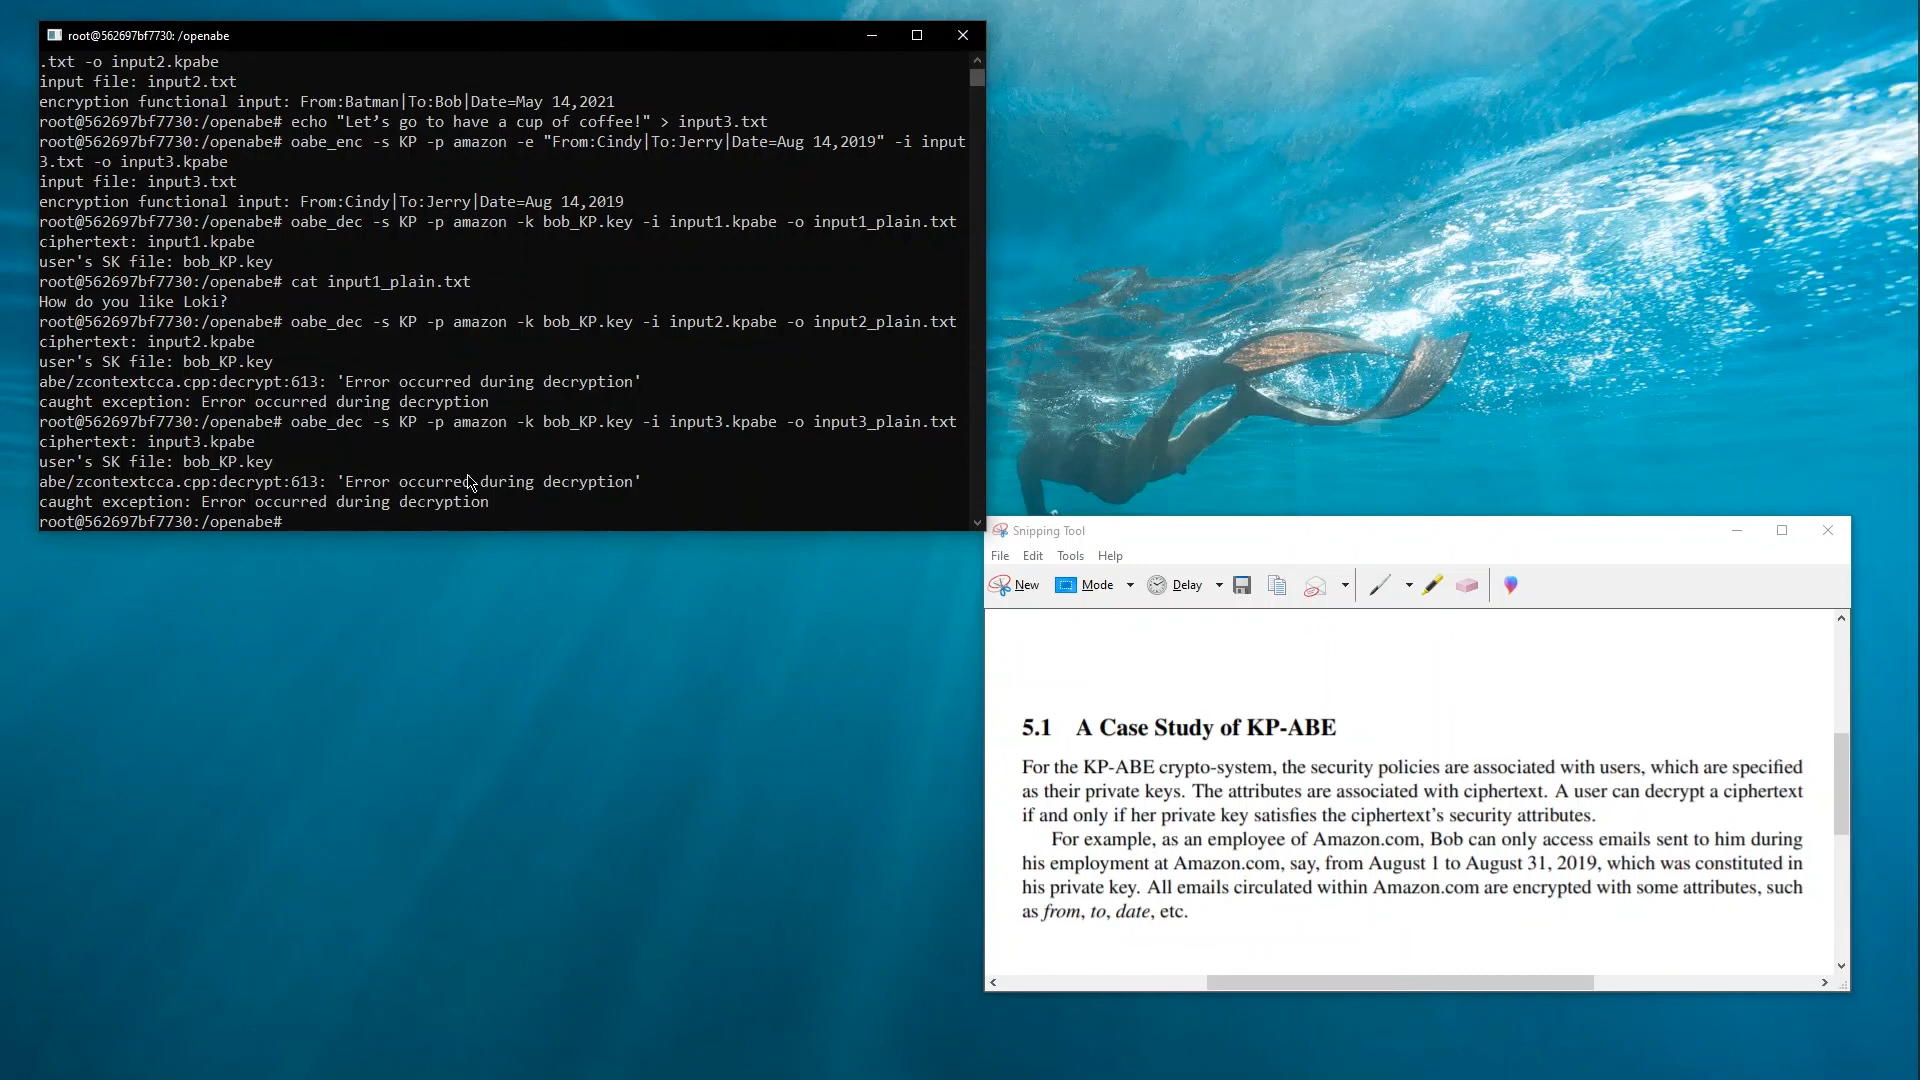 root@562697bf7730: /openabe
.txt -o input2.kpabe
input file: input2.txt
encryption functional input: From:Batman|To:Bob|Date=May 14,2021
root@562697bf7730:/openabe# echo "Let’s go to have a cup of coffee!" > input3.txt
root@562697bf7730:/openabe# oabe_enc -s KP -p amazon -e "From:Cindy|To:Jerry|Date=Aug 14,2019" -i input
3.txt -o input3.kpabe
input file: input3.txt
encryption functional input: From:Cindy|To:Jerry|Date=Aug 14,2019
root@562697bf7730:/openabe# oabe_dec -s KP -p amazon -k bob_KP.key -i input1.kpabe -o input1_plain.txt
ciphertext: input1.kpabe
user's SK file: bob_KP.key
root@562697bf7730:/openabe# cat input1_plain.txt
How do you like Loki?
root@562697bf7730:/openabe# oabe_dec -s KP -p amazon -k bob_KP.key -i input2.kpabe -o input2_plain.txt
ciphertext: input2.kpabe
user's SK file: bob_KP.key
abe/zcontextcca.cpp:decrypt:613: 'Error occurred during decryption'
caught exception: Error occurred during decryption
root@562697bf7730:/openabe# oabe_dec -s KP -p amazon -k bob_KP.key -i input3.kpabe -o input3_plain.txt
ciphertext: input3.kpabe
user's SK file: bob_KP.key
abe/zcontextcca.cpp:decrypt:613: 'Error occurred during decryption'
caught exception: Error occurred during decryption
root@562697bf7730:/openabe#
Snipping Tool
File Edit Tools Help
New Mode Delay
5.1 A Case Study of KP-ABE
For the KP-ABE crypto-system, the security policies are associated with users, which are specified
as their private keys. The attributes are associated with ciphertext. A user can decrypt a ciphertext
if and only if her private key satisfies the ciphertext’s security attributes.
For example, as an employee of Amazon.com, Bob can only access emails sent to him during
his employment at Amazon.com, say, from August 1 to August 31, 2019, which was constituted in
his private key. All emails circulated within Amazon.com are encrypted with some attributes, such
as from, to, date, etc.